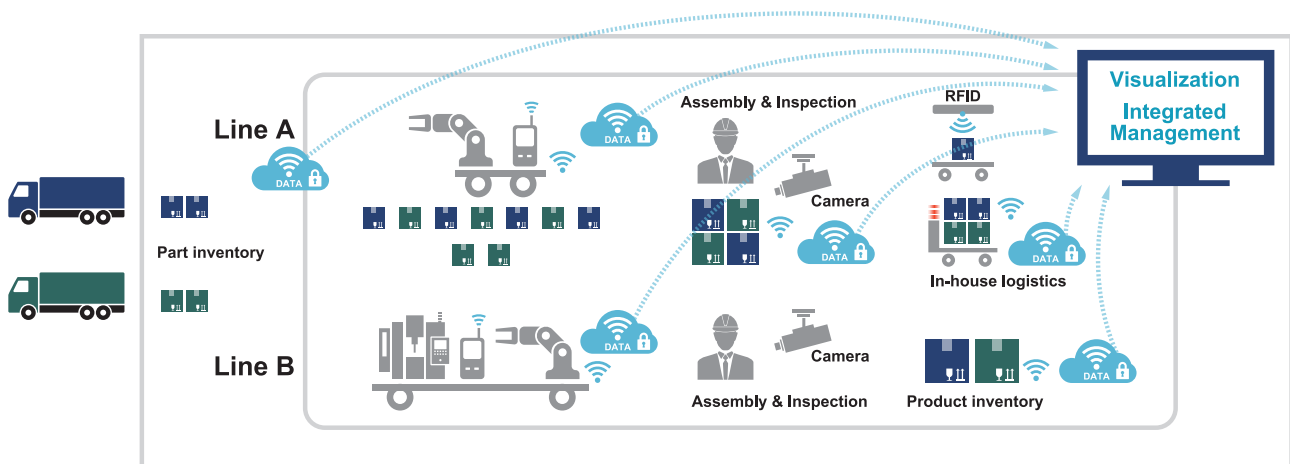 Visualization
Integrated
Management
RFID
Assembly & Inspection
Line A
DATA
DATA
Camera
Part inventory
DATA
DATA
In-house logistics
DATA
Line B
Camera
DATA
Assembly & Inspection
Product inventory